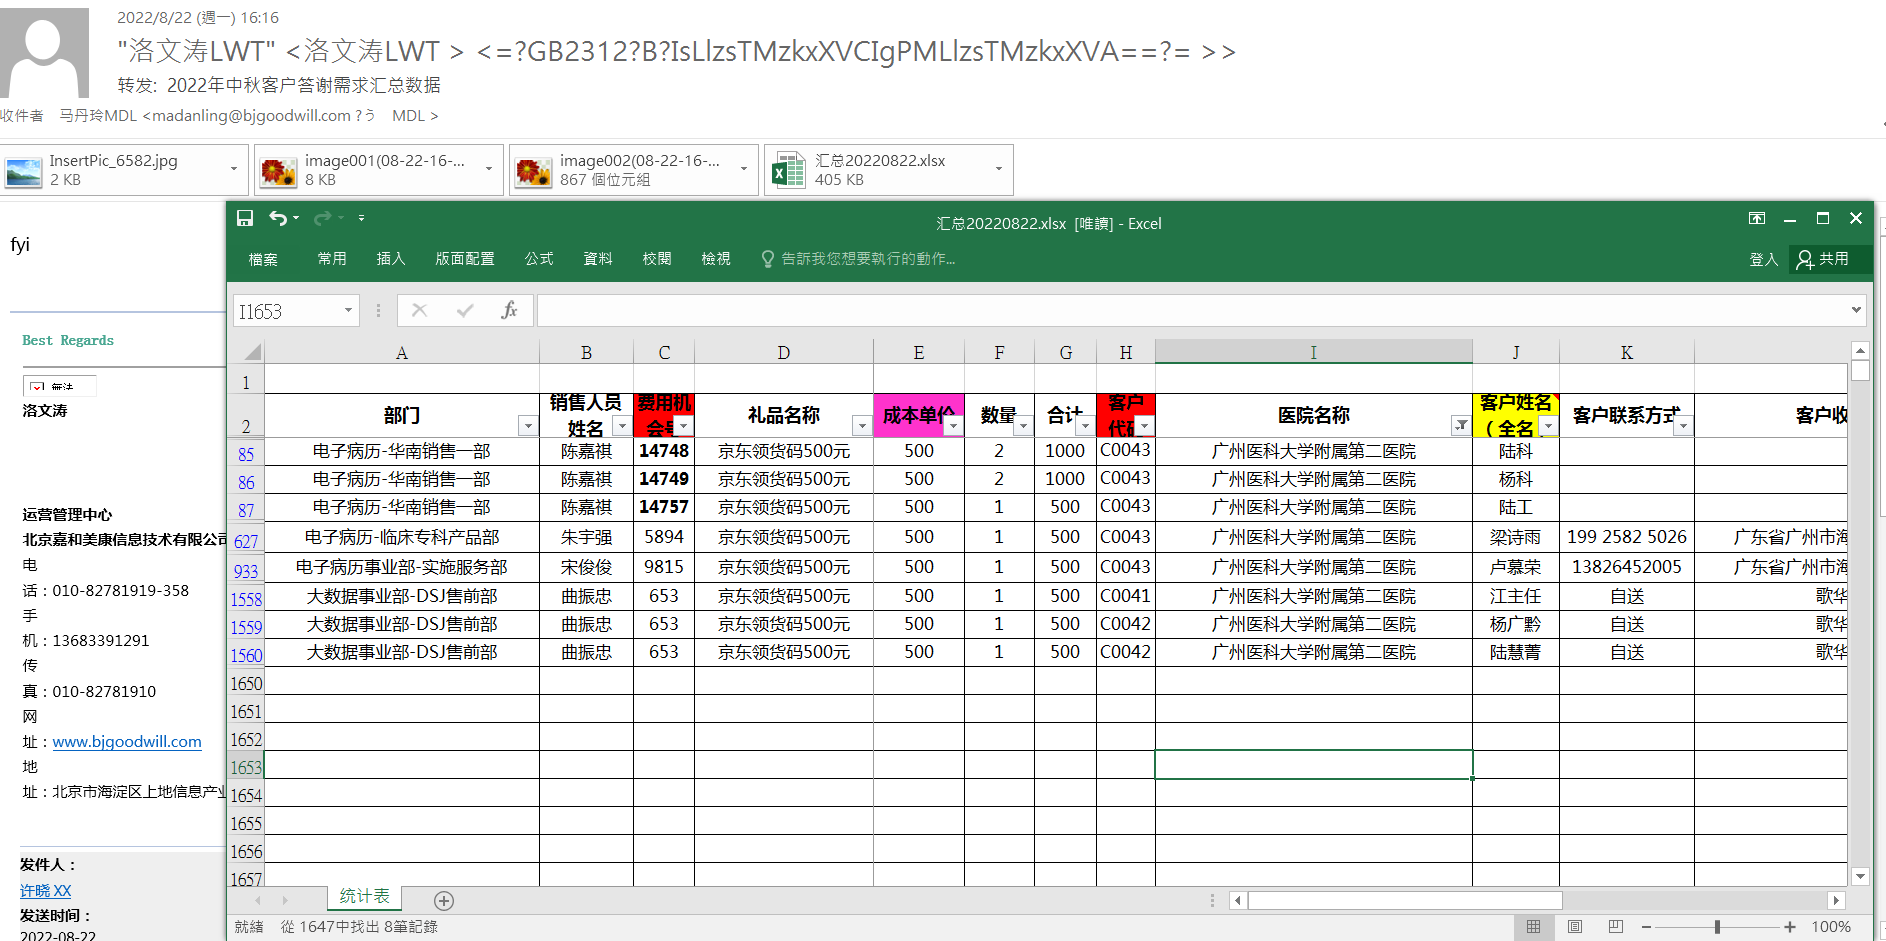 2022/8/22 (週一) 16:16
"洛文涛LWT" <洛文涛LWT > <=?GB2312?B?IsLlzsTMzkxXVCIgPMLlzsTMzkxXVA==?= >>
转发: 2022年中秋客户答谢需求汇总数据
收件者 马丹玲MDL <madanling@bjgoodwill.com ?う MDL >
InsertPic_6582.jpg
2 KB
image001(08-22-16-...
8 KB
image002(08-22-16-...
867 個位元組
汇总20220822.xlsx
405 KB
fyi
Best Regards
洛文涛
运营管理中心
北京嘉和美康信息技术有限公司
电
话：010-82781919-358
手
机：13683391291
传
真：010-82781910
网
址：www.bjgoodwill.com
地
址：北京市海淀区上地信息产业
发件人：
许晓 XX
发送时间：
2022-08-22
汇总20220822.xlsx [唯讀] - Excel
檔案 常用 插入 版面配置 公式 資料 校閱 檢視 告訴我您想要執行的動作... 登入 共用
I1653 fx
A B C D E F G H I J K
1
2 部门 销售人员姓名 费用机会号 礼品名称 成本单价 数量 合计 客户代码 医院名称 客户姓名（全名 客户联系方式 客户收
85 电子病历-华南销售一部 陈嘉祺 14748 京东领货码500元 500 2 1000 C0043 广州医科大学附属第二医院 陆科
86 电子病历-华南销售一部 陈嘉祺 14749 京东领货码500元 500 2 1000 C0043 广州医科大学附属第二医院 杨科
87 电子病历-华南销售一部 陈嘉祺 14757 京东领货码500元 500 1 500 C0043 广州医科大学附属第二医院 陆工
627 电子病历-临床专科产品部 朱宇强 5894 京东领货码500元 500 1 500 C0043 广州医科大学附属第二医院 梁诗雨 199 2582 5026 广东省广州市海
933 电子病历事业部-实施服务部 宋俊俊 9815 京东领货码500元 500 1 500 C0043 广州医科大学附属第二医院 卢慕荣 13826452005 广东省广州市海
1558 大数据事业部-DSJ售前部 曲振忠 653 京东领货码500元 500 1 500 C0041 广州医科大学附属第二医院 江主任 自送 歌华
1559 大数据事业部-DSJ售前部 曲振忠 653 京东领货码500元 500 1 500 C0042 广州医科大学附属第二医院 杨广黔 自送 歌华
1560 大数据事业部-DSJ售前部 曲振忠 653 京东领货码500元 500 1 500 C0042 广州医科大学附属第二医院 陆慧菁 自送 歌华
1650
1651
1652
1653
1654
1655
1656
1657
统计表
就緒 從 1647中找出 8筆記錄 100%